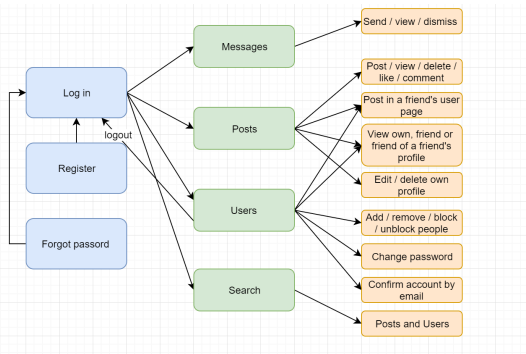 Messages
Send / view / dismiss
Log in
Posts
Post / view / delete /
like / comment
Post in a friend's user
page
logout
View own, friend or
friend of a friend's
profile
Register
Edit / delete own
profile
Users
Add / remove / block
/ unblock people
Forgot passord
Change password
Search
Confirm account by
email
Posts and Users